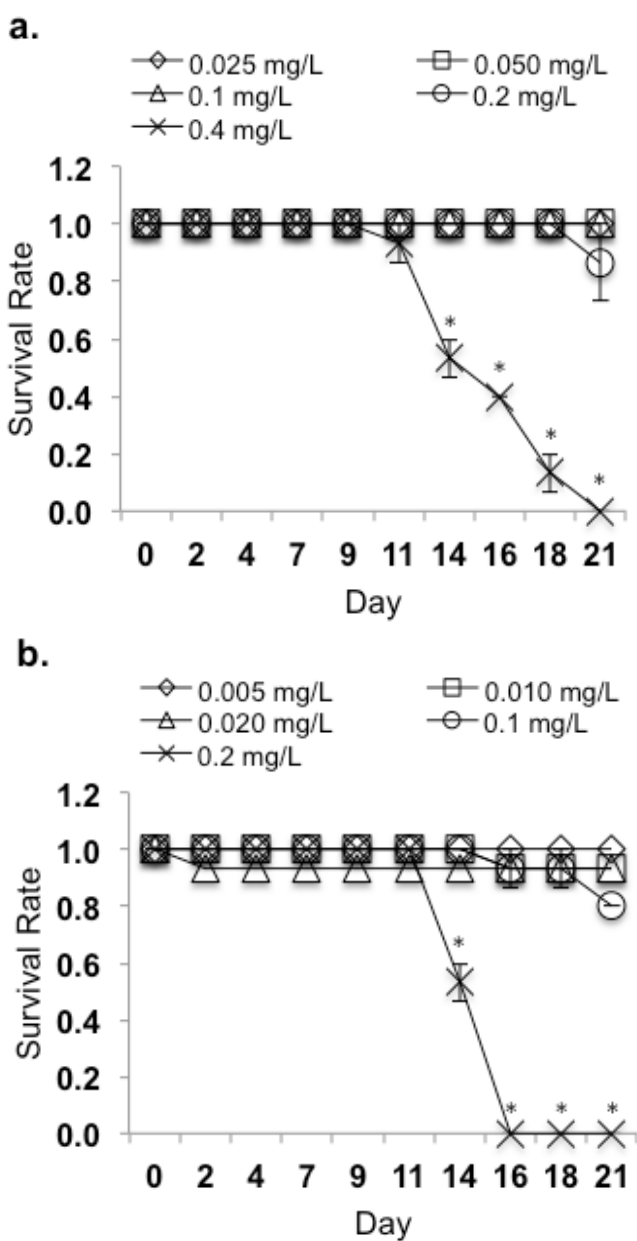 a.
0.025 mg/L 0.050 mg/L
0.1 mg/L 0.2 mg/L
0.4 mg/L
1.2
1.0
0.8
0.6
0.4
0.2
0.0
Survival Rate
* * * *
0 2 4 7 9 11 14 16 18 21
Day
b.
0.005 mg/L 0.010 mg/L
0.020 mg/L 0.1 mg/L
0.2 mg/L
1.2
1.0
0.8
0.6
0.4
0.2
0.0
Survival Rate
* * * *
0 2 4 7 9 11 14 16 18 21
Day